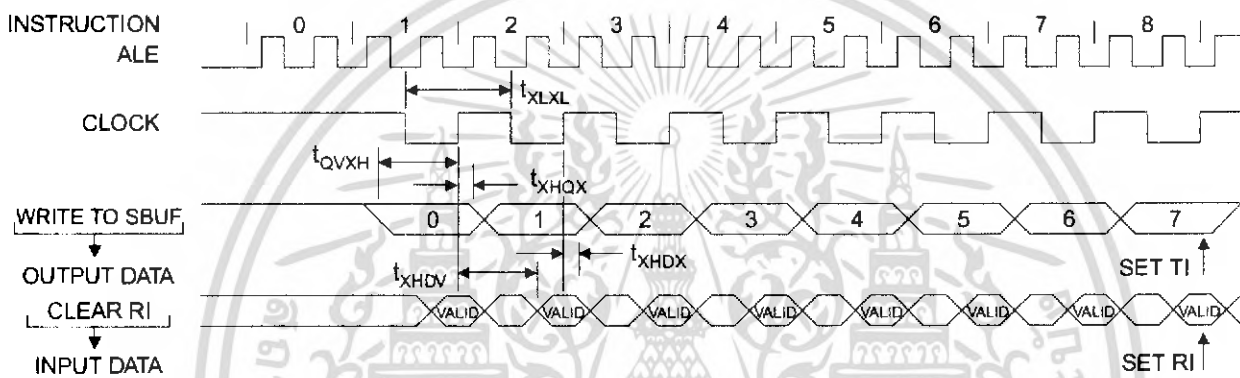 INSTRUCTION 0 1 2 3 4 5 6 7 8
ALE
tXLXL
CLOCK
tQVXH
tXHQX
WRITE TO SBUF 0 1 2 3 4 5 6 7
tXHDX
OUTPUT DATA
tXHDV
SET TI
CLEAR RI
VALID VALID VALID VALID VALID VALID VALID VALID
INPUT DATA
SET RI